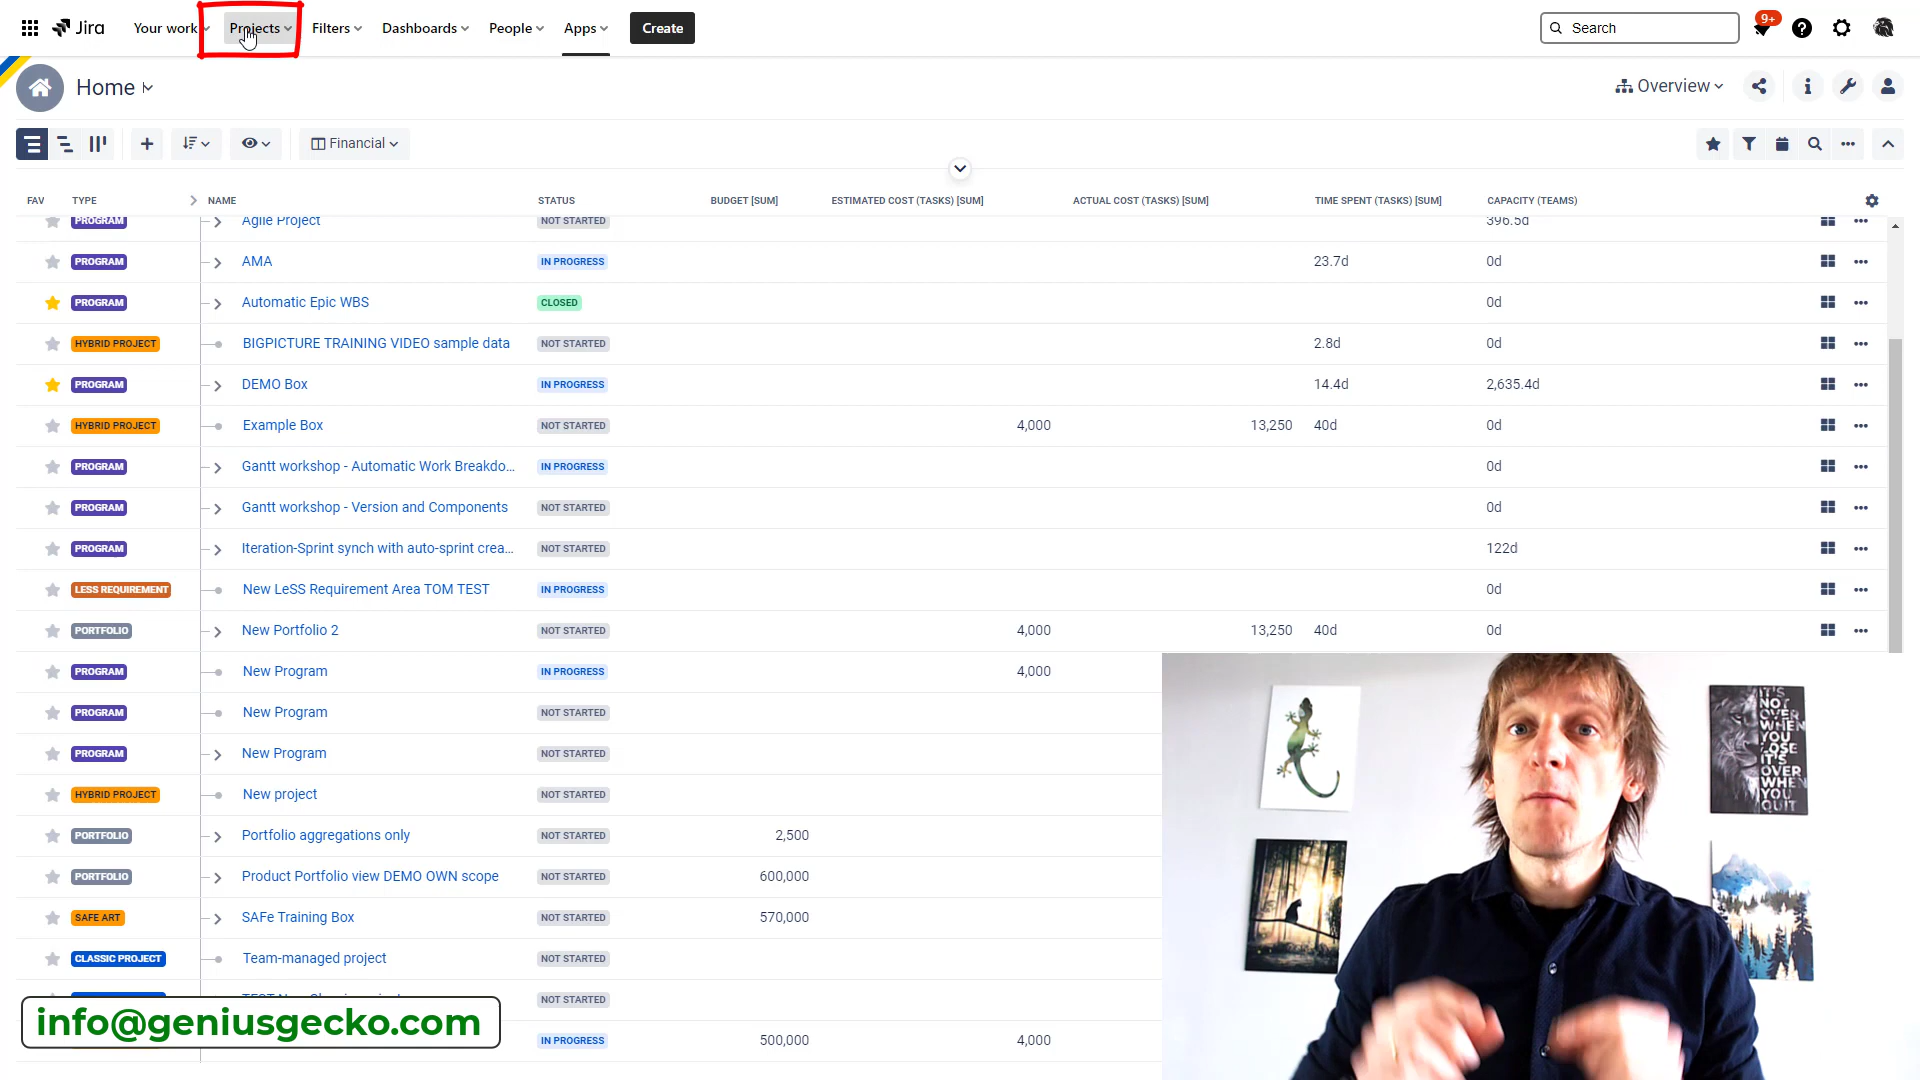 Jira Your work Projects Filters Dashboards People Apps Create Search 9+
Home Overview
Financial
FAV TYPE NAME STATUS BUDGET [SUM] ESTIMATED COST (TASKS) [SUM] ACTUAL COST (TASKS) [SUM] TIME SPENT (TASKS) [SUM] CAPACITY (TEAMS)
PROGRAM Agile Project NOT STARTED 396.5d
PROGRAM AMA IN PROGRESS 23.7d 0d
PROGRAM Automatic Epic WBS CLOSED 0d
HYBRID PROJECT BIGPICTURE TRAINING VIDEO sample data NOT STARTED 2.8d 0d
PROGRAM DEMO Box IN PROGRESS 14.4d 2,635.4d
HYBRID PROJECT Example Box NOT STARTED 4,000 13,250 40d 0d
PROGRAM Gantt workshop - Automatic Work Breakdo... IN PROGRESS 0d
PROGRAM Gantt workshop - Version and Components NOT STARTED 0d
PROGRAM Iteration-Sprint synch with auto-sprint crea... NOT STARTED 122d
LESS REQUIREMENT New LeSS Requirement Area TOM TEST IN PROGRESS 0d
PORTFOLIO New Portfolio 2 NOT STARTED 4,000 13,250 40d 0d
PROGRAM New Program IN PROGRESS 4,000
PROGRAM New Program NOT STARTED
PROGRAM New Program NOT STARTED
HYBRID PROJECT New project NOT STARTED
PORTFOLIO Portfolio aggregations only NOT STARTED 2,500
PORTFOLIO Product Portfolio view DEMO OWN scope NOT STARTED 600,000
SAFE ART SAFe Training Box NOT STARTED 570,000
CLASSIC PROJECT Team-managed project NOT STARTED
NOT STARTED
IN PROGRESS 500,000 4,000
info@geniusgecko.com
IT'S
NOT
OVER
WHEN
YOU
LOSE
IT'S
OVER
WHEN
YOU
QUIT